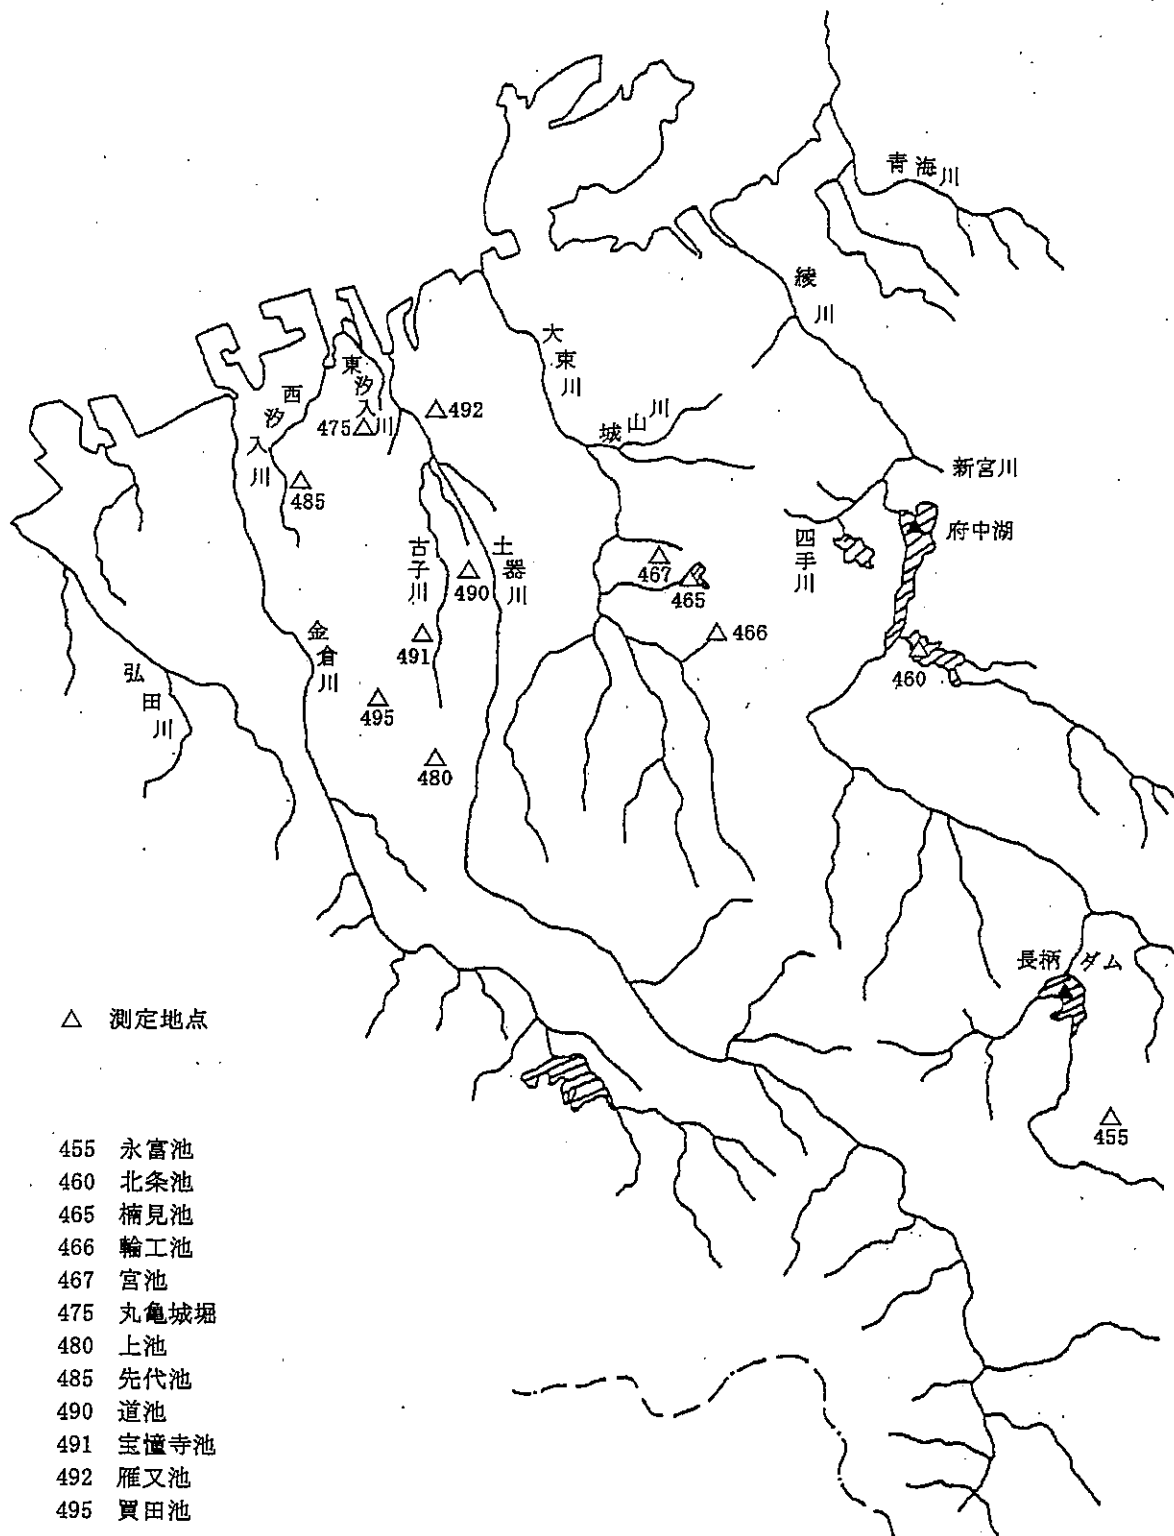 青海川
綾川
大束川
東汐入川
西汐入川
城山川
新宮川
府中湖
四手川
古子川
土器川
金倉川
弘田川
長柄ダム
△492
475△
△
485
△
490
△
467
△
465
△466
△
491
△
460
△
495
△
480
△
455
△ 測定地点
455 永富池
460 北条池
465 楠見池
466 輪工池
467 宮池
475 丸亀城堀
480 上池
485 先代池
490 道池
491 宝憧寺池
492 雁又池
495 買田池